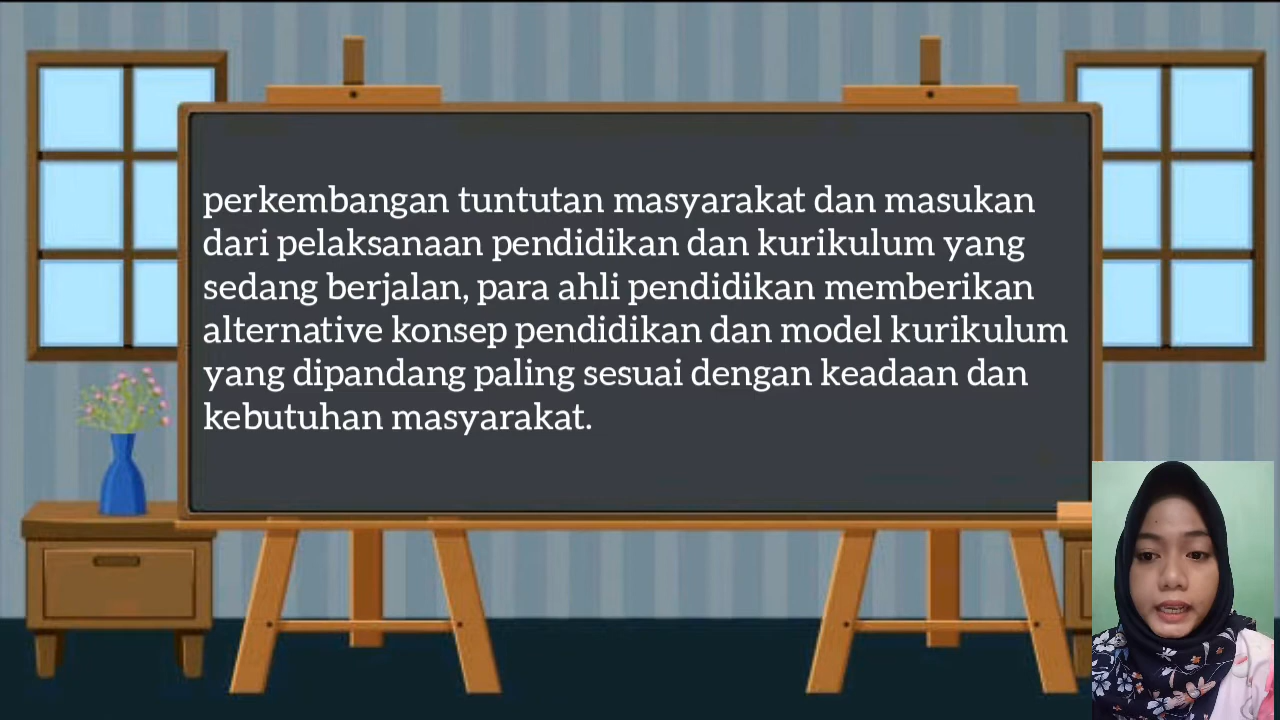 perkembangan tuntutan masyarakat dan masukan
dari pelaksanaan pendidikan dan kurikulum yang
sedang berjalan, para ahli pendidikan memberikan
alternative konsep pendidikan dan model kurikulum
yang dipandang paling sesuai dengan keadaan dan
kebutuhan masyarakat.